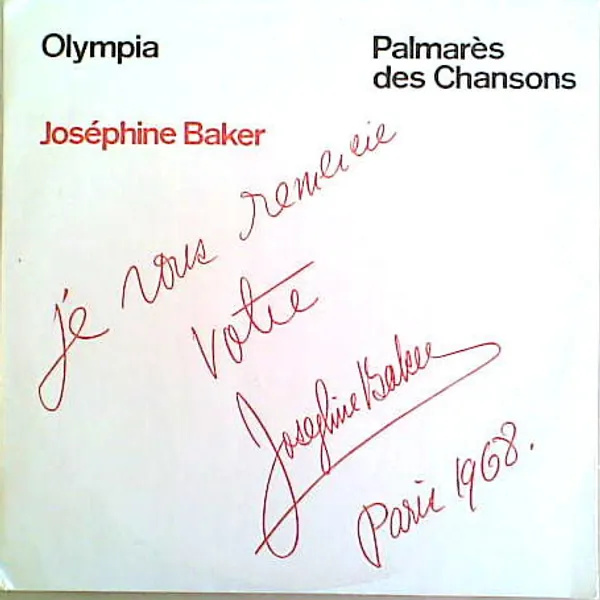 Olympia
Palmarès
des Chansons
Joséphine Baker
je vous remercie
votre
Josephine Baker
Paris 1968.